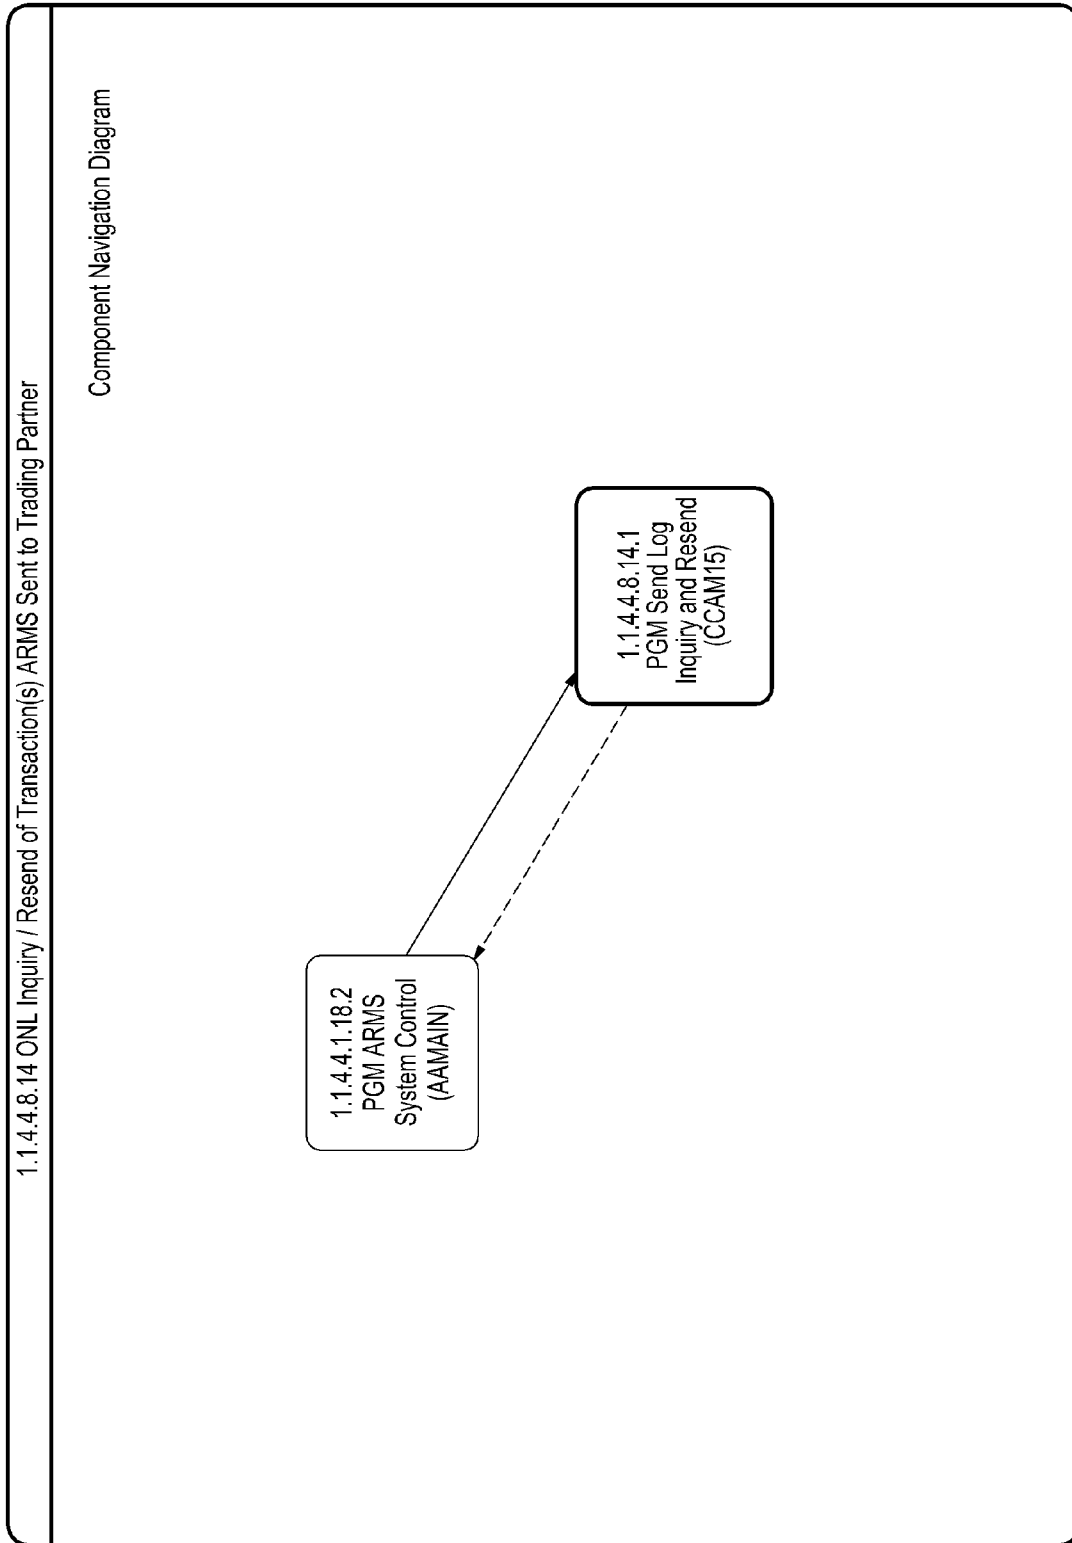 1.1.4.4.8.14 ONL Inquiry / Resend of Transaction(s) ARMS Sent to Trading Partner
Component Navigation Diagram
1.1.4.4.1.18.2
PGM ARMS
System Control
(AAMAIN)
1.1.4.4.8.14.1
PGM Send Log
Inquiry and Resend
(CCAM15)